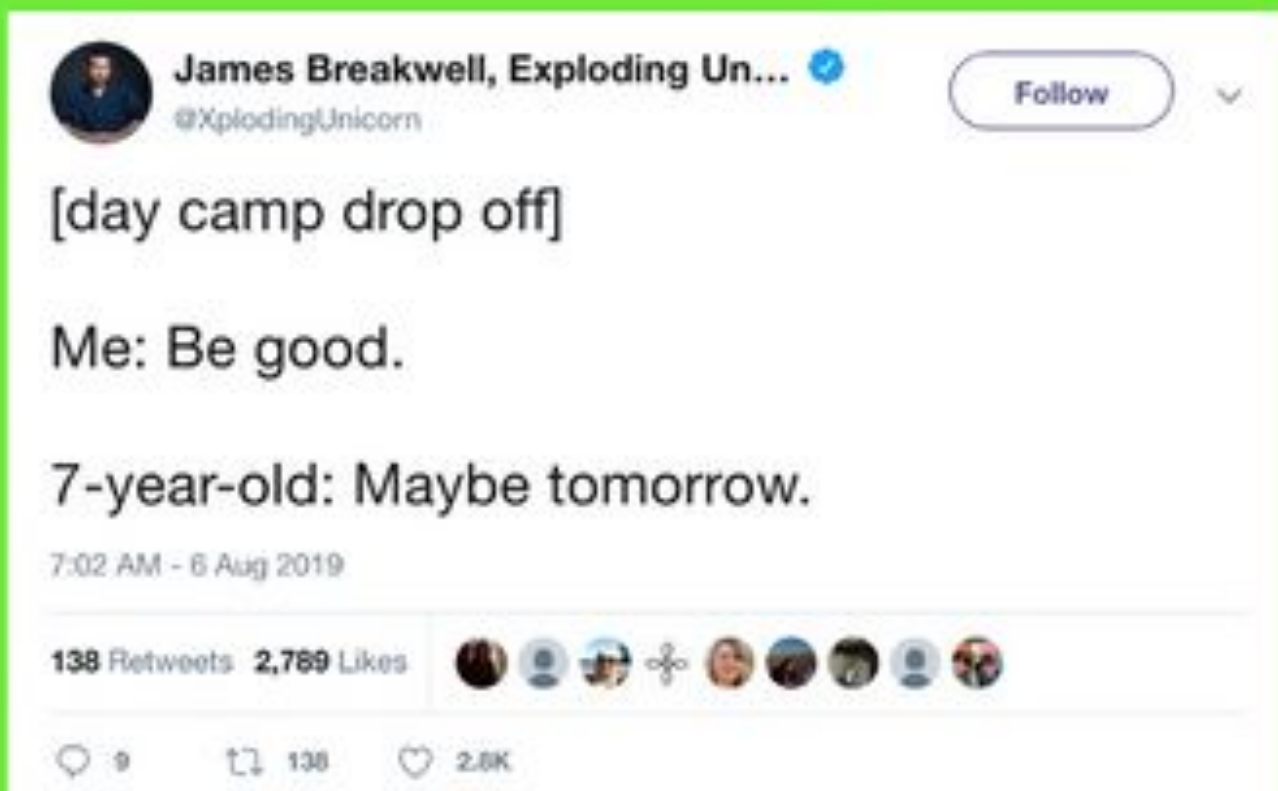 James Breakwell, Exploding Un...
@XplodingUnicorn
Follow
[day camp drop off]
Me: Be good.
7-year-old: Maybe tomorrow.
7:02 AM - 6 Aug 2019
138 Retweets 2,789 Likes
9 138 2.8K